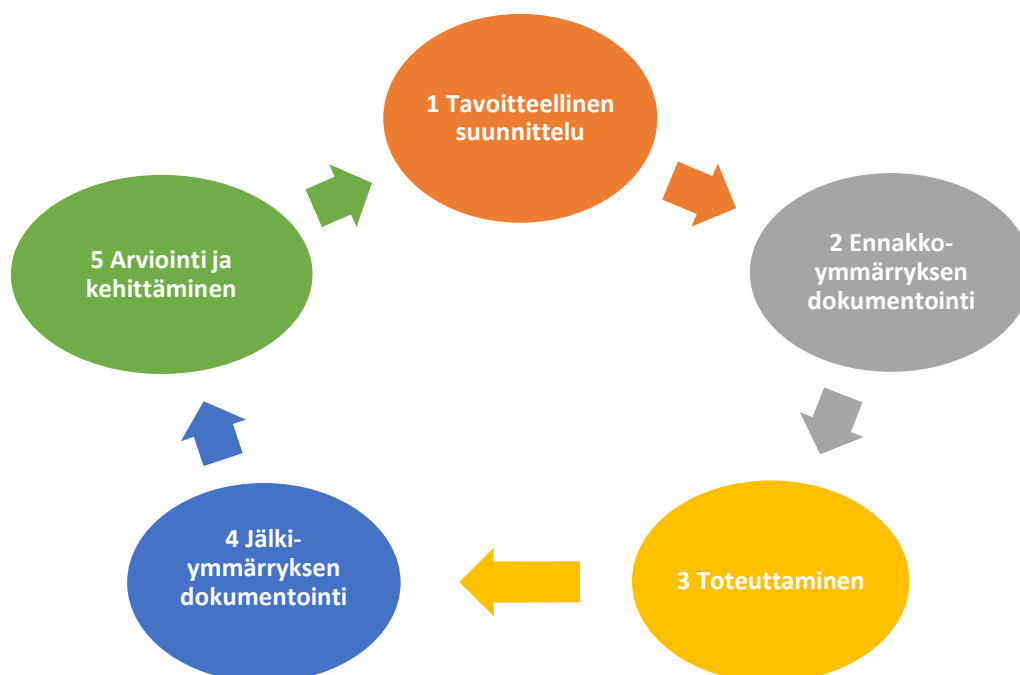 1 Tavoitteellinen
suunnittelu
2 Ennakko-
ymmärryksen
dokumentointi
3 Toteuttaminen
4 Jälki-
ymmärryksen
dokumentointi
5 Arviointi ja
kehittäminen